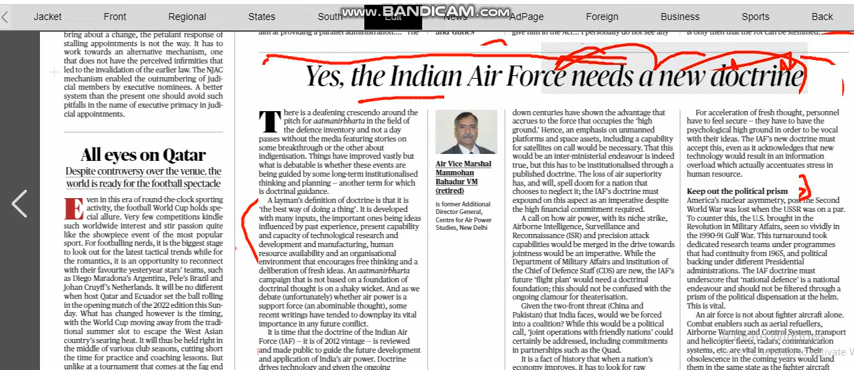 Jacket Front Regional States South Edit News AdPage Foreign Business Sports Back
www.BANDICAM.com
bring about a change, the petulant response of
stalling appointments is not the way. It has to
work towards an alternative mechanism, one
that does not have the perceived infirmities that
led to the invalidation of the earlier law. The NJAC
mechanism enabled the outnumbering of judi-
cial members by executive nominees. A better
system than the present one should avoid such
pitfalls in the name of executive primacy in judi-
cial appointments.
All eyes on Qatar
Despite controversy over the venue, the
world is ready for the football spectacle
Even in this era of round-the-clock sporting
activity, the football World Cup holds spe-
cial allure. Very few competitions kindle
such worldwide interest and stir passion quite
like the showpiece event of the most popular
sport. For footballing nerds, it is the biggest stage
to look out for the latest tactical trends while for
the romantics, it is an opportunity to reconnect
with their favourite yesteryear stars' teams, such
as Diego Maradona's Argentina, Pele's Brazil and
Johan Cruyff's Netherlands. It will be no different
when host Qatar and Ecuador set the ball rolling
in the opening match of the 2022 edition this Sun-
day. What has changed however is the timing,
with the World Cup moving away from the tradi-
tional summer slot to escape the West Asian
country's searing heat. It will thus be held right in
the middle of various club seasons, cutting short
the time for practice and coaching lessons. But
unlike at a tournament that comes at the fag end
Yes, the Indian Air Force needs a new doctrine
There is a deafening crescendo around the
pitch for aatmanirbharta in the field of
the defence inventory and not a day
passes without the media featuring stories on
some breakthrough or the other about
indigenisation. Things have improved vastly but
what is debatable is whether these events are
being guided by some long-term institutionalised
thinking and planning – another term for which
is doctrinal guidance.
A layman's definition of doctrine is that it is
'the best way of doing a thing'. It is developed
with many inputs, the important ones being ideas
influenced by past experience, present capability
and capacity of technological research and
development and manufacturing, human
resource availability and an organisational
environment that encourages free thinking and a
deliberation of fresh ideas. An aatmanirbharta
campaign that is not based on a foundation of
doctrinal thought is on a shaky wicket. And as we
debate (unfortunately) whether air power is a
support force (an abominable thought), some
recent writings have tended to downplay its vital
importance in any future conflict.
It is time that the doctrine of the Indian Air
Force (IAF) – it is of 2012 vintage – is reviewed
and made public to guide the future development
and application of India's air power. Doctrine
drives technology and given the ongoing
Air Vice Marshal
Manmohan
Bahadur VM
(retired)
is former Additional
Director General,
Centre for Air Power
Studies, New Delhi
down centuries have shown the advantage that
accrues to the force that occupies the 'high
ground.' Hence, an emphasis on unmanned
platforms and space assets, including a capability
for satellites on call would be necessary. That this
would be an inter-ministerial endeavour is indeed
true, but this has to be institutionalised through a
published doctrine. The loss of air superiority
has, and will, spell doom for a nation that
chooses to neglect it; the IAF's doctrine must
expound on this aspect as an imperative despite
the high financial commitment required.
A call on how air power, with its niche strike,
Airborne Intelligence, Surveillance and
Reconnaissance (ISR) and precision attack
capabilities would be merged in the drive towards
jointness would be an imperative. While the
Department of Military Affairs and institution of
the Chief of Defence Staff (CDS) are new, the IAF's
future 'flight plan' would need a doctrinal
foundation; this should not be confused with the
ongoing clamour for theaterisation.
Given the two-front threat (China and
Pakistan) that India faces, would we be forced
into a coalition? While this would be a political
call, 'joint operations with friendly nations' could
certainly be addressed, including commitments
in partnerships such as the Quad.
It is a fact of history that when a nation's
economy improves, it has to look for raw
For acceleration of fresh thought, personnel
have to feel secure – they have to have the
psychological high ground in order to be vocal
with their ideas. The IAF's new doctrine must
accept this, even as it acknowledges that new
technology would result in an information
overload which actually accentuates stress in
human resource.
Keep out the political prism
America's nuclear asymmetry, post the Second
World War was lost when the USSR was on a par.
To counter this, the U.S. brought in the
Revolution in Military Affairs, seen so vividly in
the 1990-91 Gulf War. This turnaround took
dedicated research teams under programmes
that had continuity from 1965, and political
backing under different Presidential
administrations. The IAF doctrine must
underscore that 'national defence' is a national
endeavour and should not be filtered through a
prism of the political dispensation at the helm.
This is vital.
An air force is not about fighter aircraft alone.
Combat enablers such as aerial refuellers,
Airborne Warning and Control System, transport
and helicopter fleets, radars, communication
systems, etc. are vital in operations. Their
obsolescence in the coming years would land
them in the same state as the fighter aircraft